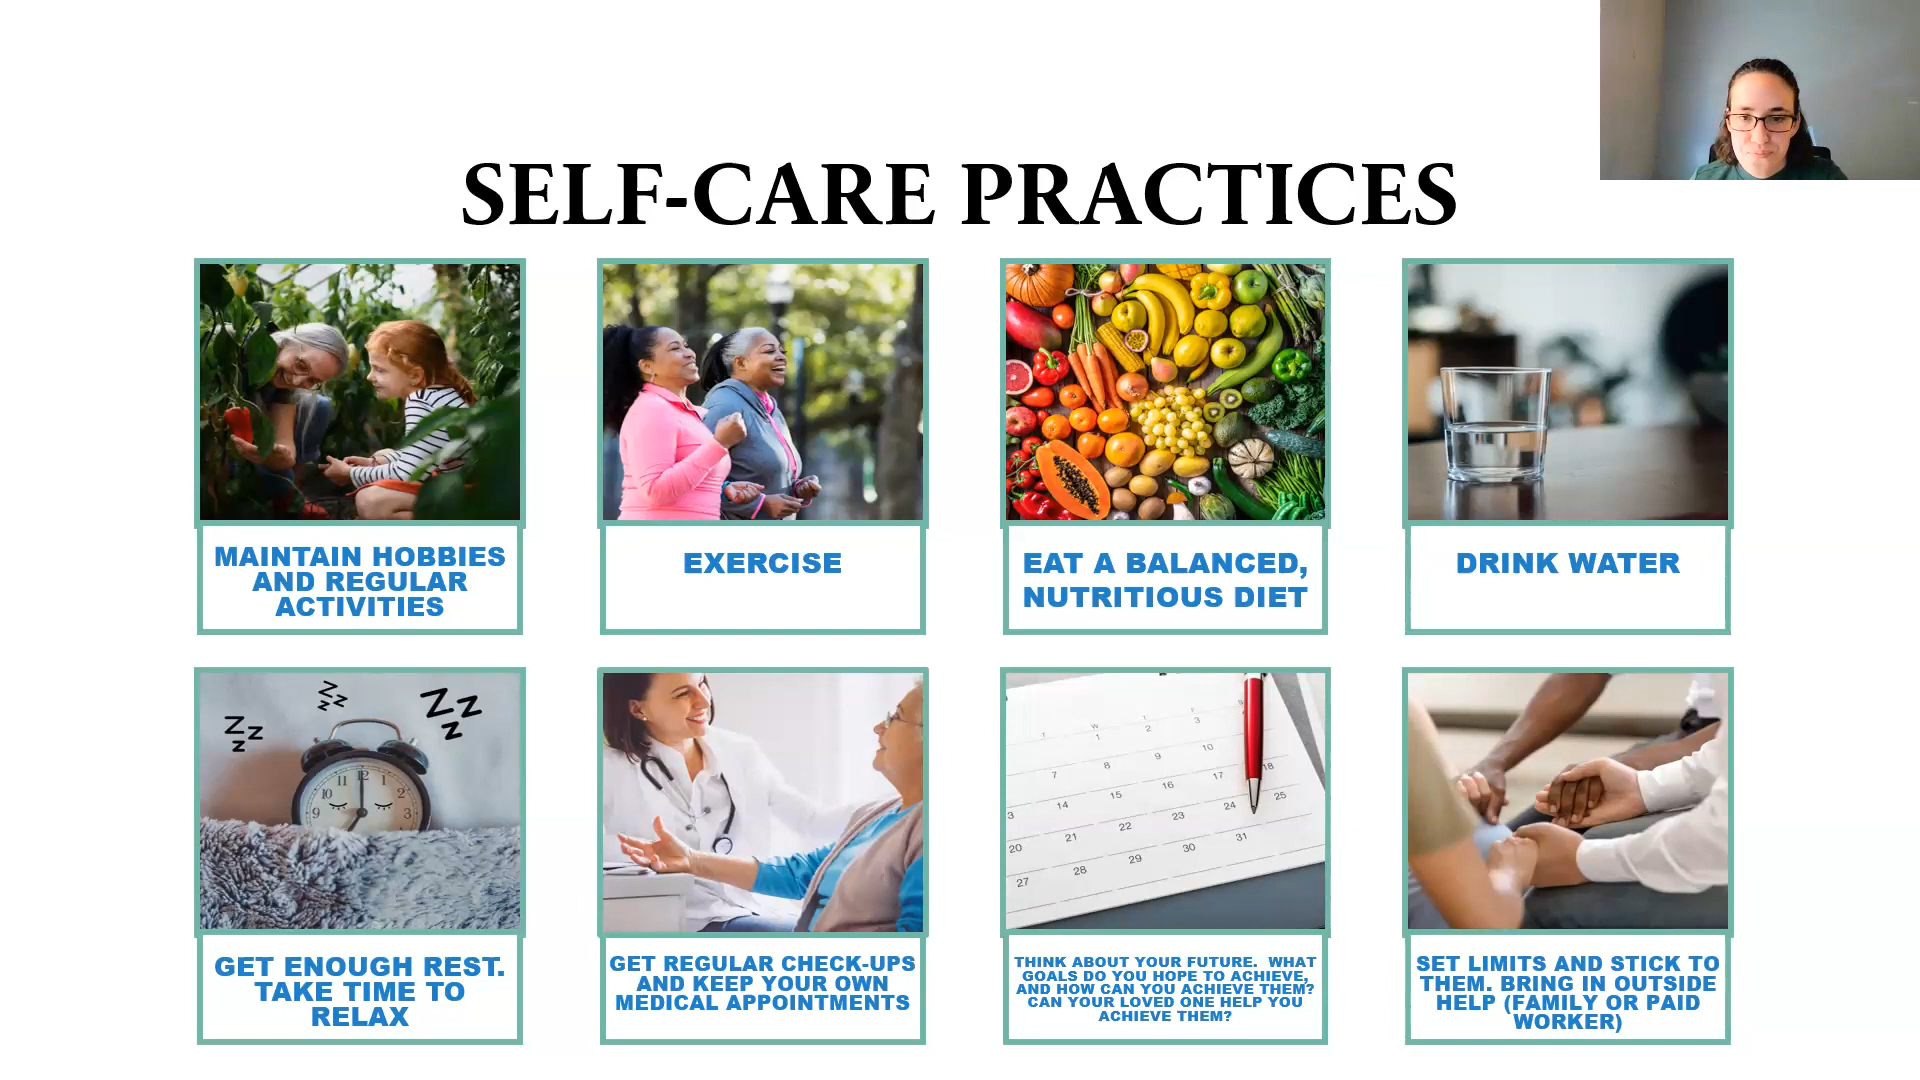 SELF-CARE PRACTICES
MAINTAIN HOBBIES
AND REGULAR
ACTIVITIES
EXERCISE
EAT A BALANCED,
NUTRITIOUS DIET
DRINK WATER
GET ENOUGH REST.
TAKE TIME TO
RELAX
GET REGULAR CHECK-UPS
AND KEEP YOUR OWN
MEDICAL APPOINTMENTS
THINK ABOUT YOUR FUTURE. WHAT
GOALS DO YOU HOPE TO ACHIEVE,
AND HOW CAN YOU ACHIEVE THEM?
CAN YOUR LOVED ONE HELP YOU
ACHIEVE THEM?
SET LIMITS AND STICK TO
THEM. BRING IN OUTSIDE
HELP (FAMILY OR PAID
WORKER)